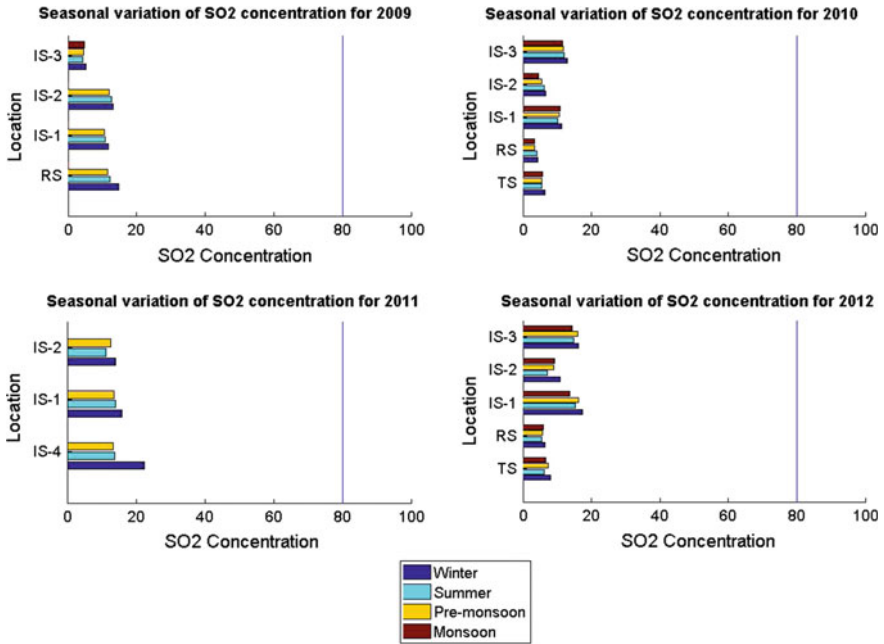 Seasonal variation of SO2 concentration for 2009
Location
IS-3
IS-2
IS-1
RS
0 20 40 60 80 100
SO2 Concentration
Seasonal variation of SO2 concentration for 2010
Location
IS-3
IS-2
IS-1
RS
TS
0 20 40 60 80 100
SO2 Concentration
Seasonal variation of SO2 concentration for 2011
Location
IS-2
IS-1
IS-4
0 20 40 60 80 100
SO2 Concentration
Seasonal variation of SO2 concentration for 2012
Location
IS-3
IS-2
IS-1
RS
TS
0 20 40 60 80 100
SO2 Concentration
Winter
Summer
Pre-monsoon
Monsoon